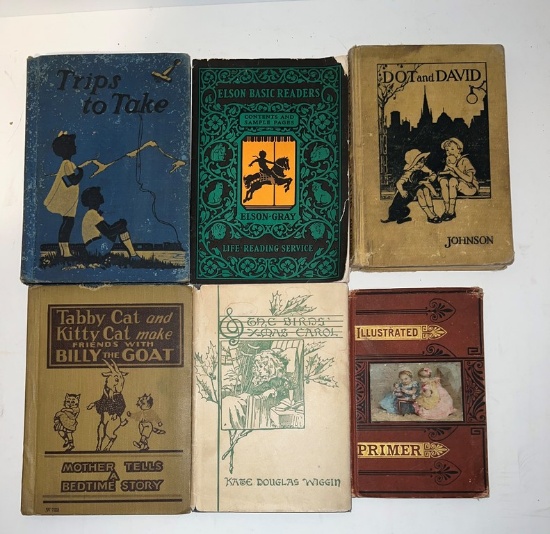 Trips
to Take
ELSON BASIC READERS
CONTENTS AND
SAMPLE PAGES
ELSON-GRAY
LIFE-READING SERVICE
DOT and DAVID
JOHNSON
Tabby Cat and
Kitty Cat make
FRIENDS WITH
BILLY THE GOAT
MOTHER TELLS
A
BEDTIME STORY
THE BIRDS'
XMAS CAROL
KATE DOUGLAS WIGGIN
ILLUSTRATED
PRIMER